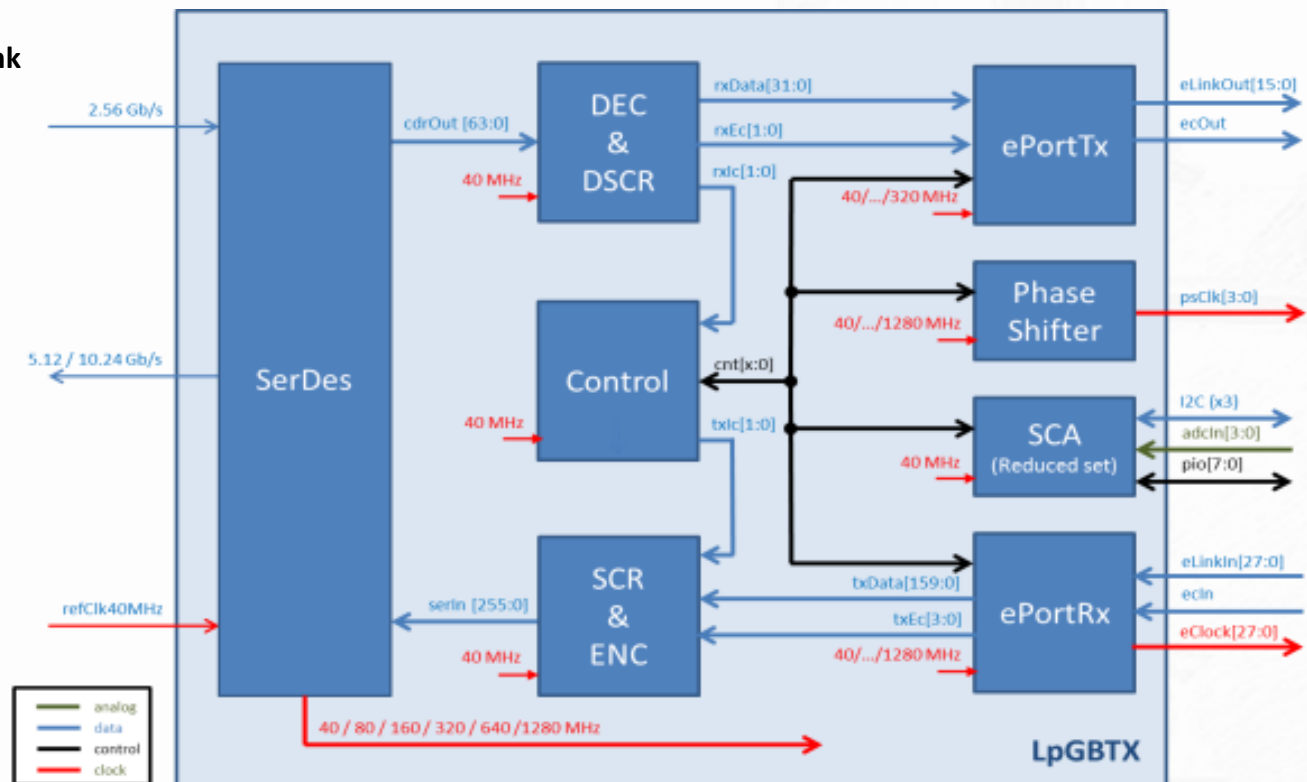 nk
2.56 Gb/s
5.12 / 10.24 Gb/s
refClk40MHz
SerDes
cdrOut [63:0]
40 MHz
DEC
&
DSCR
rxData[31:0]
rxEc[1:0]
rxIc[1:0]
40/.../320 MHz
ePortTx
eLinkOut[15:0]
ecOut
Control
40 MHz
cnt[x:0]
txIc[1:0]
40/.../1280 MHz
Phase
Shifter
psClk[3:0]
40 MHz
SCA
(Reduced set)
I2C (x3)
adcIn[3:0]
pio[7:0]
serIn [255:0]
40 MHz
SCR
&
ENC
txData[159:0]
txEc[3:0]
40/.../1280 MHz
ePortRx
eLinkIn[27:0]
ecIn
eClock[27:0]
40 / 80 / 160 / 320 / 640 /1280 MHz
LpGBTX
analog
data
control
clock